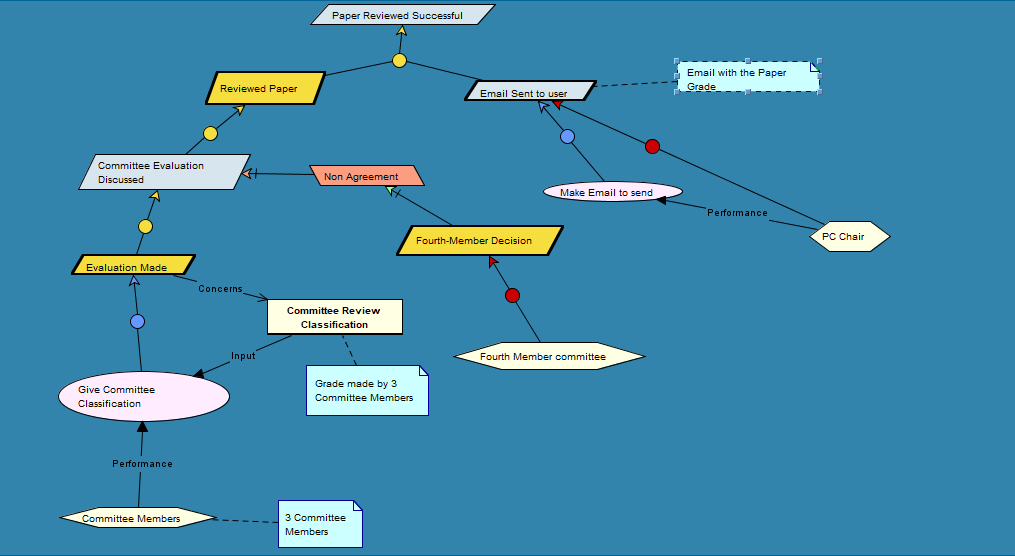 Paper Reviewed Successful
Reviewed Paper
Email Sent to user
Email with the Paper
Grade
Committee Evaluation
Discussed
Non Agreement
Make Email to send
Performance
PC Chair
Fourth-Member Decision
Evaluation Made
Concerns
Committee Review
Classification
Input
Fourth Member committee
Grade made by 3
Committee Members
Give Committee
Classification
Performance
Committee Members
3 Committee
Members